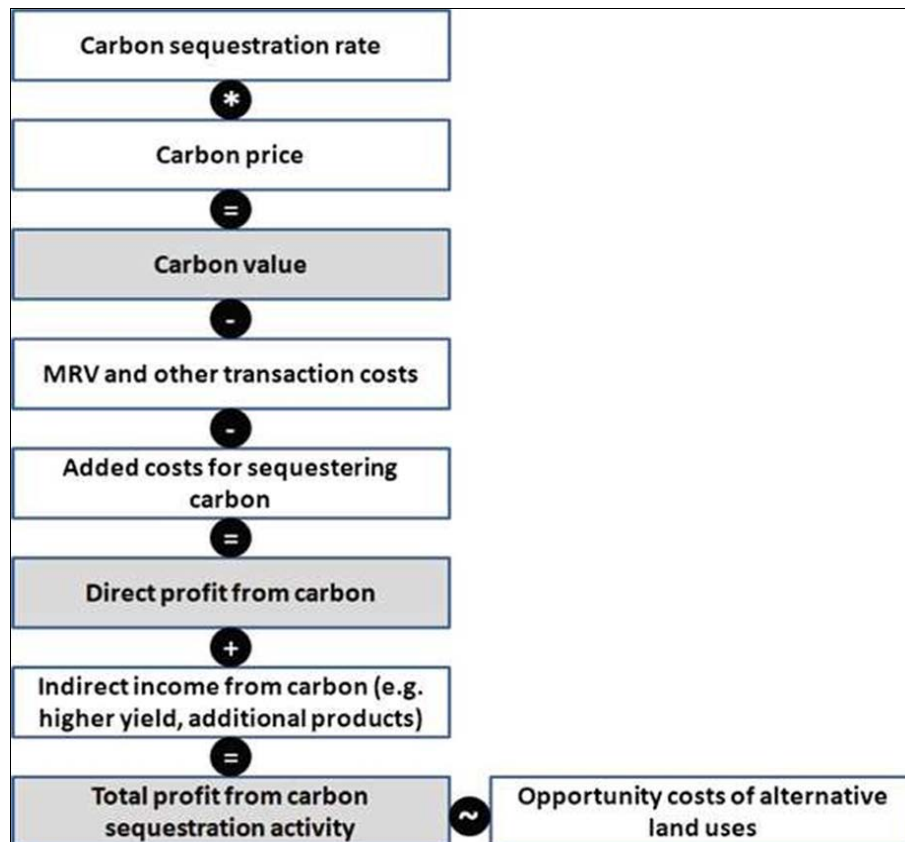 Carbon sequestration rate
*
Carbon price
=
Carbon value
-
MRV and other transaction costs
-
Added costs for sequestering
carbon
=
Direct profit from carbon
+
Indirect income from carbon (e.g.
higher yield, additional products)
=
Total profit from carbon
sequestration activity
~
Opportunity costs of alternative
land uses